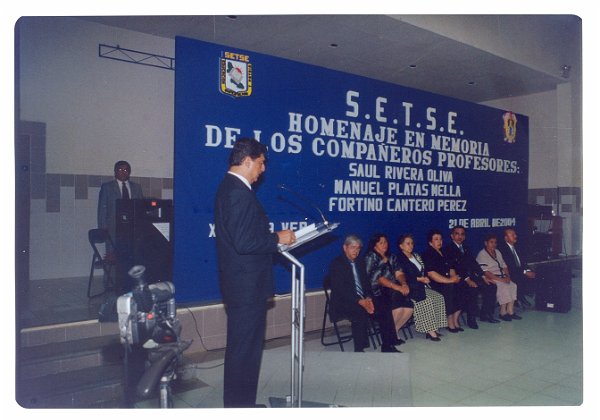 SETSE
S.E.T.S.E.
HOMENAJE EN MEMORIA
DE LOS COMPAÑEROS PROFESORES:
SAUL RIVERA OLIVA
MANUEL PLATAS MELLA
FORTINO CANTERO PEREZ
VER
21 DE ABRIL DE 2004